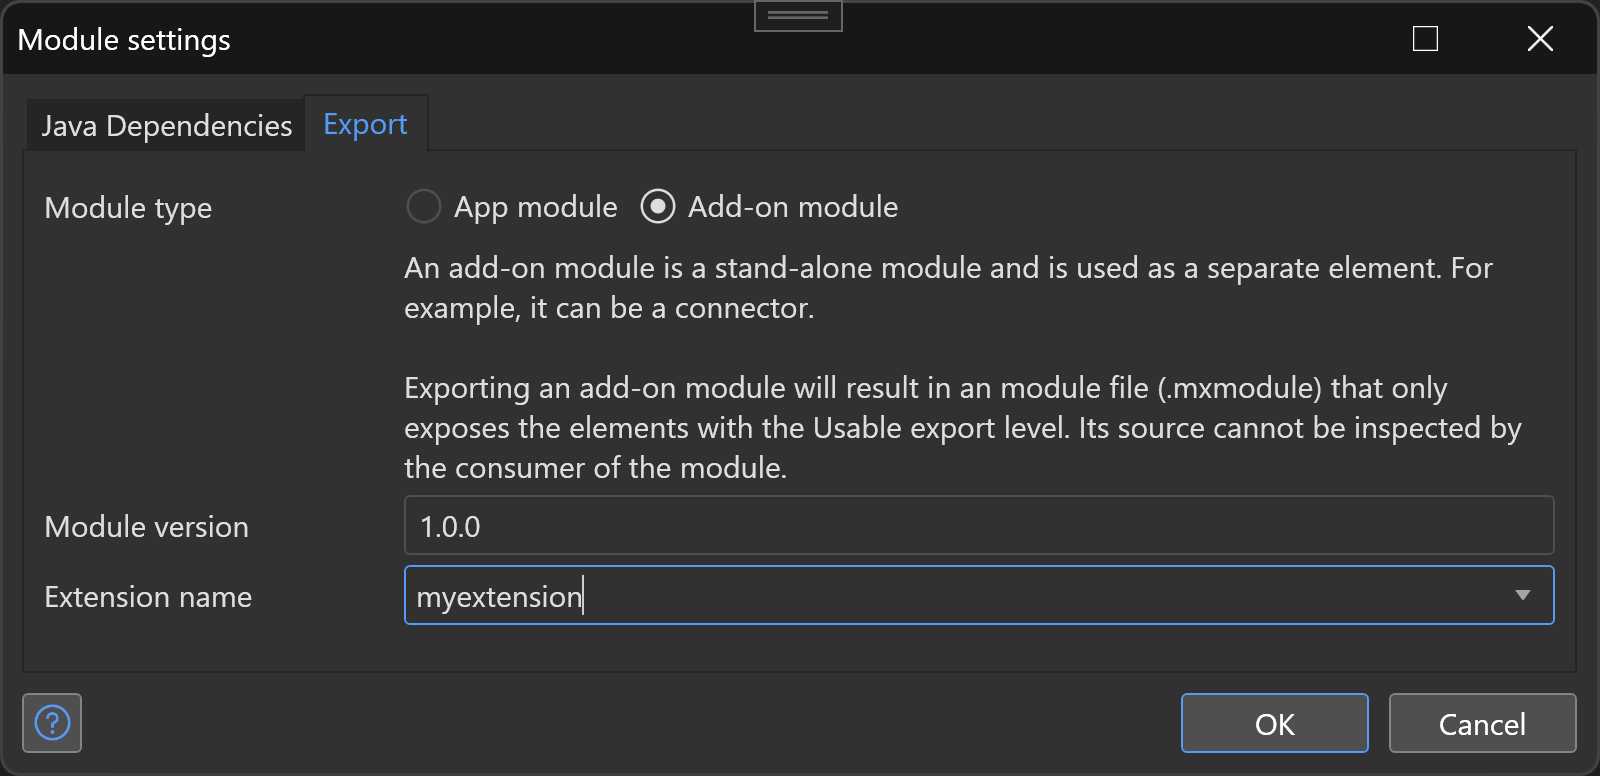 Module settings
Java Dependencies
Export
Module type
App module
Add-on module
An add-on module is a stand-alone module and is used as a separate element. For
example, it can be a connector.
Exporting an add-on module will result in an module file (.mxmodule) that only
exposes the elements with the Usable export level. Its source cannot be inspected by
the consumer of the module.
Module version
1.0.0
Extension name
myextension
?
OK
Cancel